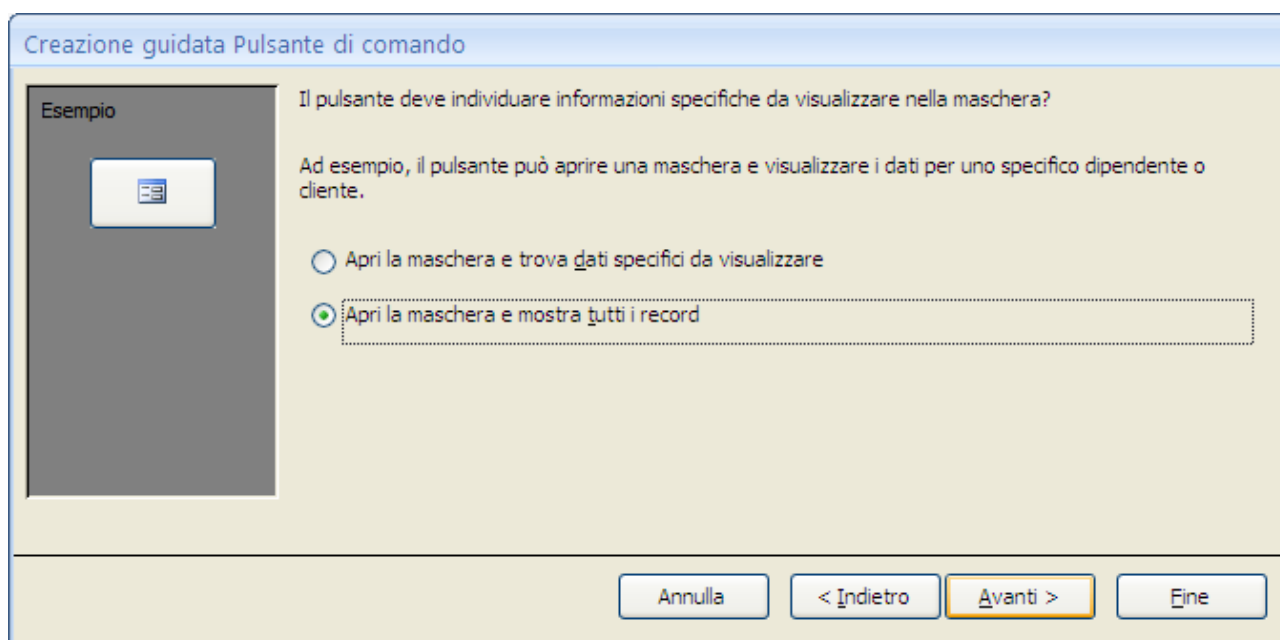 Creazione guidata Pulsante di comando
Esempio
Il pulsante deve individuare informazioni specifiche da visualizzare nella maschera?
Ad esempio, il pulsante può aprire una maschera e visualizzare i dati per uno specifico dipendente o
cliente.
Apri la maschera e trova dati specifici da visualizzare
Apri la maschera e mostra tutti i record
Annulla
< Indietro
Avanti >
Fine